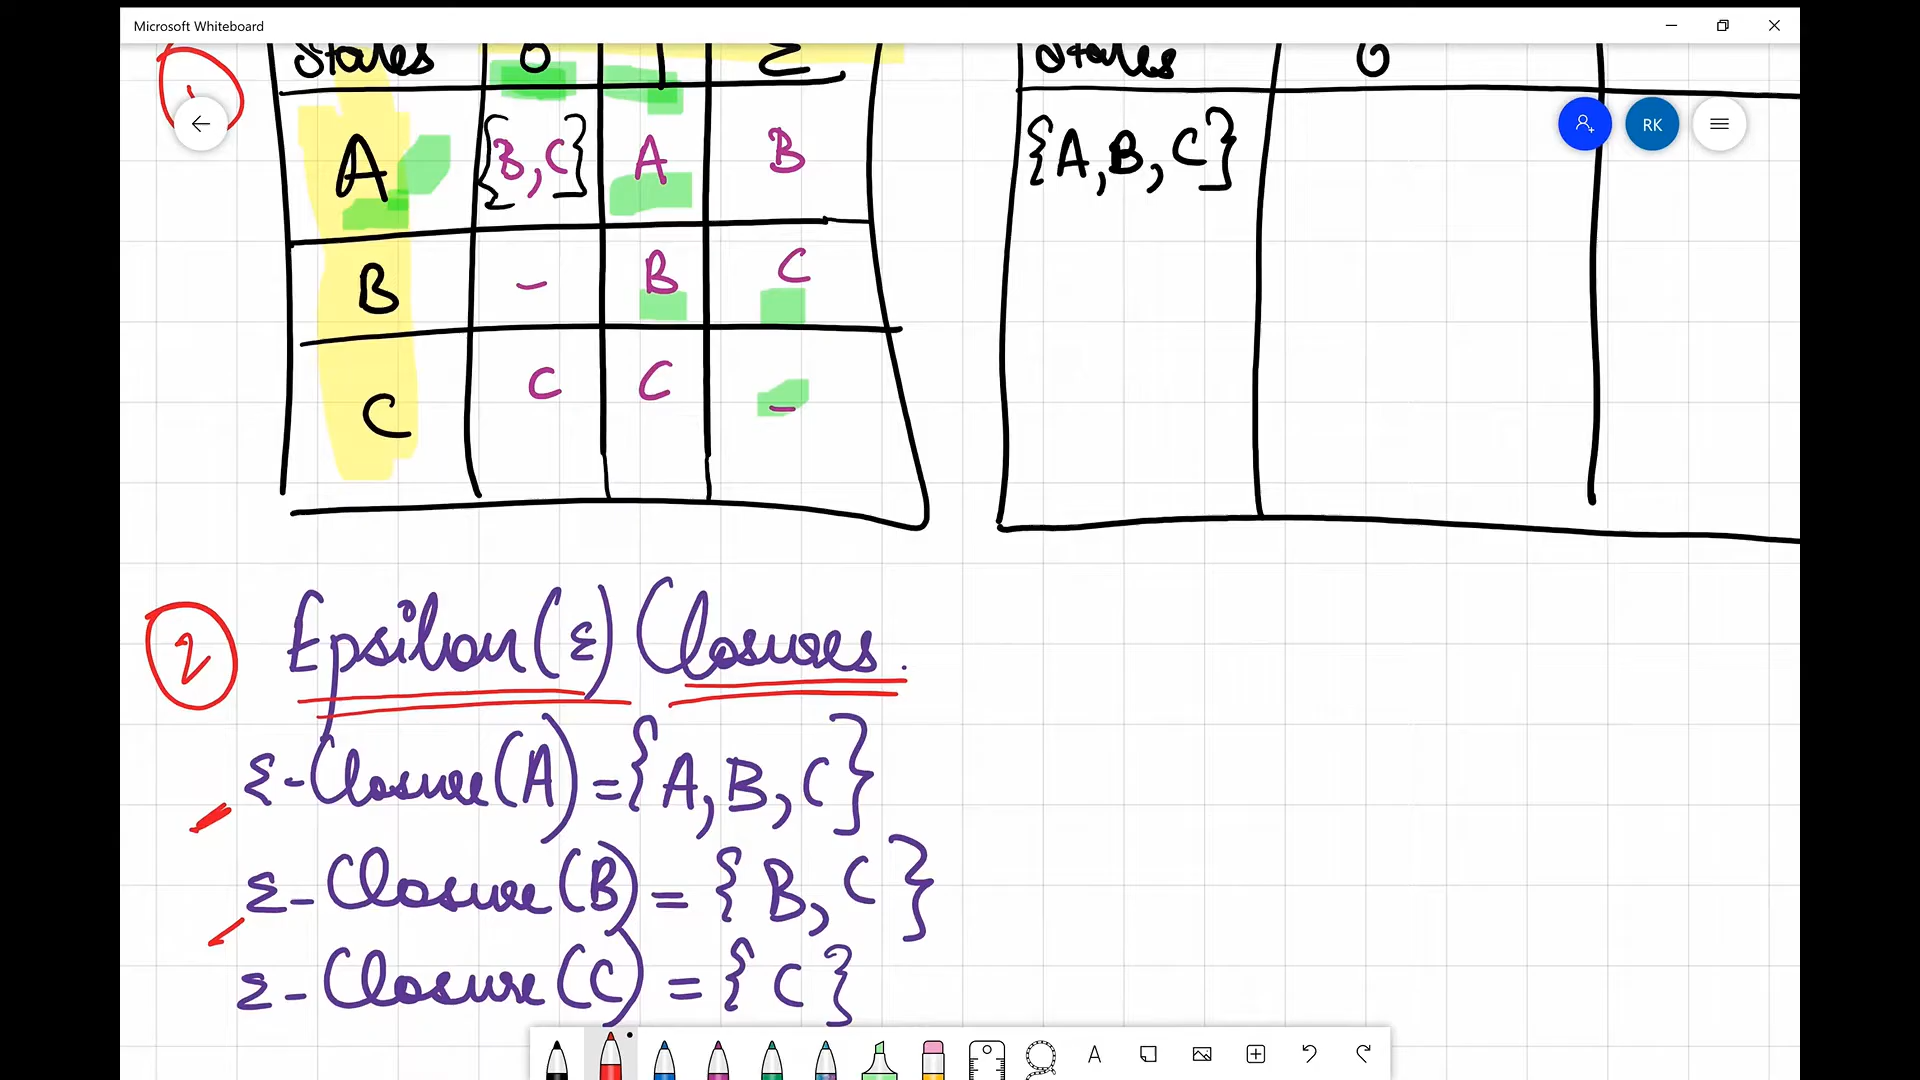 Microsoft Whiteboard
States 0 1 ε
A {B,C} A B
B - B C
C C C -
States 0
{A,B,C}
RK
1
2 Epsilon(ε) Closures.
ε-Closure(A)={A,B,C}
ε-Closure(B)={B,C}
ε-Closure(C)={C}
A